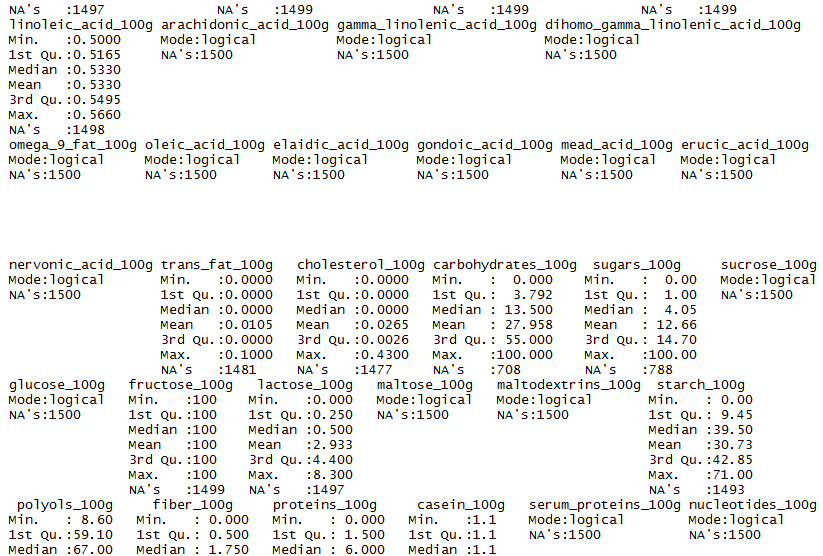 NA's   :1497              NA's   :1499              NA's   :1499              NA's   :1499
linoleic_acid_100g arachidonic_acid_100g gamma_linolenic_acid_100g dihomo_gamma_linolenic_acid_100g
Min.   :0.5000     Mode:logical          Mode:logical              Mode:logical
1st Qu.:0.5165     NA's:1500             NA's:1500                 NA's:1500
Median :0.5330
Mean   :0.5330
3rd Qu.:0.5495
Max.   :0.5660
NA's   :1498
omega_9_fat_100g oleic_acid_100g elaidic_acid_100g gondoic_acid_100g mead_acid_100g erucic_acid_100g
Mode:logical     Mode:logical    Mode:logical      Mode:logical      Mode:logical   Mode:logical
NA's:1500        NA's:1500       NA's:1500         NA's:1500         NA's:1500      NA's:1500
nervonic_acid_100g trans_fat_100g   cholesterol_100g carbohydrates_100g  sugars_100g     sucrose_100g
Mode:logical       Min.   :0.0000   Min.   :0.0000   Min.   :  0.000    Min.   :  0.00   Mode:logical
NA's:1500          1st Qu.:0.0000   1st Qu.:0.0000   1st Qu.:  3.792    1st Qu.:  1.00   NA's:1500
Median :0.0000   Median :0.0000   Median : 13.500    Median :  4.05
Mean   :0.0105   Mean   :0.0265   Mean   : 27.958    Mean   : 12.66
3rd Qu.:0.0000   3rd Qu.:0.0026   3rd Qu.: 55.000    3rd Qu.: 14.70
Max.   :0.1000   Max.   :0.4300   Max.   :100.000    Max.   :100.00
NA's   :1481     NA's   :1477     NA's   :708        NA's   :788
glucose_100g   fructose_100g  lactose_100g   maltose_100g   maltodextrins_100g  starch_100g
Mode:logical   Min.   :100    Min.   :0.000  Mode:logical   Mode:logical       Min.   : 0.00
NA's:1500      1st Qu.:100    1st Qu.:0.250  NA's:1500      NA's:1500          1st Qu.: 9.45
Median :100    Median :0.500  Median :39.50
Mean   :100    Mean   :2.933  Mean   :30.73
3rd Qu.:100    3rd Qu.:4.400  3rd Qu.:42.85
Max.   :100    Max.   :8.300  Max.   :71.00
NA's   :1499   NA's   :1497   NA's   :1493
polyols_100g    fiber_100g     proteins_100g    casein_100g  serum_proteins_100g nucleotides_100g
Min.   : 8.60   Min.   : 0.000   Min.   : 0.000   Min.   :1.1   Mode:logical        Mode:logical
1st Qu.:59.10   1st Qu.: 0.500   1st Qu.: 1.500   1st Qu.:1.1   NA's:1500           NA's:1500
Median :67.00   Median : 1.750   Median : 6.000   Median :1.1